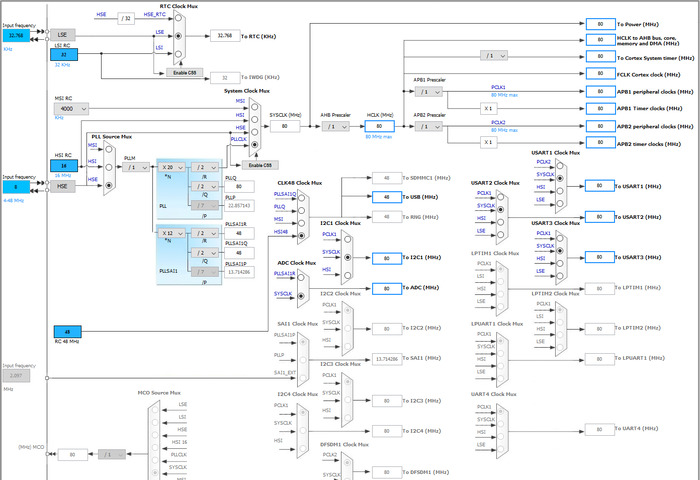 RTC Clock Mux
Input frequency
HSE
/ 32
HSE_RTC
32.768
LSE
LSE
32.768
To RTC (KHz)
KHz
LSI RC
LSI
32
32 KHz
Enable CSS
32
To IWDG (KHz)
System Clock Mux
MSI RC
MSI
4000
KHz
HSI
SYSCLK (MHz)
AHB Prescaler
HCLK (MHz)
HSE
80
/ 1
80
80 MHz max
PLLCLK
Enable CSS
PLL Source Mux
MSI
HSI RC
PLLM
HSI
16
/ 1
16 MHz
Input frequency
HSE
8
HSE
4-48 MHz
X 20
*N
/ 2
/R
PLLQ
/ 2
80
/Q
PLLP
PLL
/ 7
22.857143
/P
PLLSAI1R
X 12
/ 2
48
*N
/R
PLLSAI1Q
/ 2
48
/Q
PLLSAI1P
PLLSAI1
/ 7
13.714286
/P
80
To Power (MHz)
80
HCLK to AHB bus, core,
memory and DMA (MHz)
/ 1
80
To Cortex System timer (MHz)
80
FCLK Cortex clock (MHz)
APB1 Prescaler
PCLK1
/ 1
80 MHz max
80
APB1 peripheral clocks (MHz)
X 1
80
APB1 Timer clocks (MHz)
APB2 Prescaler
PCLK2
/ 1
80 MHz max
80
APB2 peripheral clocks (MHz)
X 1
80
APB2 timer clocks (MHz)
CLK48 Clock Mux
PLLSAI1Q
PLLQ
MSI
HSI48
48
To SDMMC1 (MHz)
48
To USB (MHz)
48
To RNG (MHz)
I2C1 Clock Mux
PCLK1
SYSCLK
80
To I2C1 (MHz)
HSI
ADC Clock Mux
PLLSAI1R
SYSCLK
80
To ADC (MHz)
I2C2 Clock Mux
PCLK1
SYSCLK
80
To I2C2 (MHz)
HSI
48
RC 48 MHz
SAI1 Clock Mux
PLLSAI1P
PLLP
13.714286
To SAI1 (MHz)
SAI1_EXT
Input frequency
2.097
MHz
I2C3 Clock Mux
PCLK1
SYSCLK
80
To I2C3 (MHz)
HSI
I2C4 Clock Mux
PCLK1
SYSCLK
80
To I2C4 (MHz)
HSI
DFSDM1 Clock Mux
PCLK1
SYSCLK
80
To DFSDM1 (MHz)
MCO Source Mux
LSE
LSI
HSE
HSI 16
PLLCLK
SYSCLK
MSI
(MHz) MCO
80
/ 1
USART1 Clock Mux
PCLK2
SYSCLK
HSI
LSE
80
To USART1 (MHz)
USART2 Clock Mux
PCLK1
SYSCLK
HSI
LSE
80
To USART2 (MHz)
USART3 Clock Mux
PCLK1
SYSCLK
HSI
LSE
80
To USART3 (MHz)
LPTIM1 Clock Mux
PCLK1
LSI
HSI
LSE
80
To LPTIM1 (MHz)
LPTIM2 Clock Mux
PCLK1
LSI
HSI
LSE
80
To LPTIM2 (MHz)
LPUART1 Clock Mux
PCLK1
SYSCLK
HSI
LSE
80
To LPUART1 (MHz)
UART4 Clock Mux
PCLK1
SYSCLK
HSI
LSE
80
To UART4 (MHz)